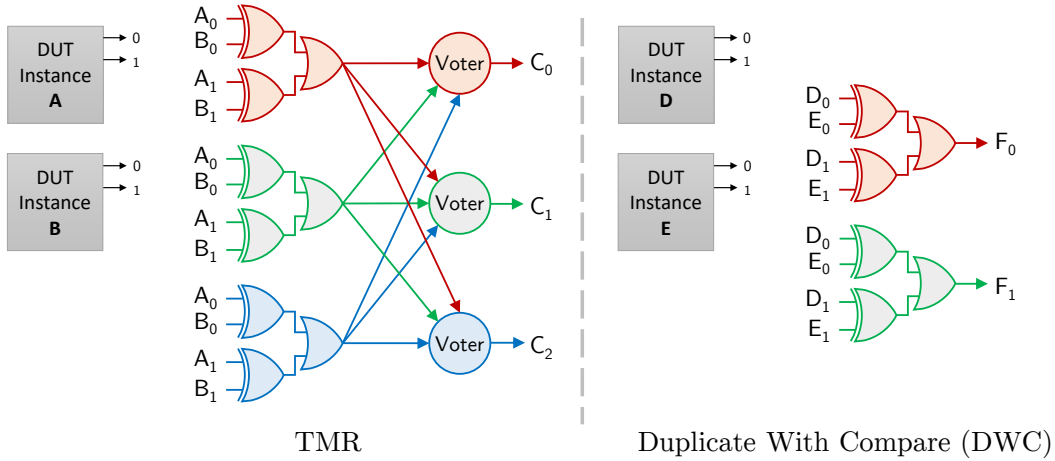 DUT
Instance
A
0
1
DUT
Instance
B
0
1
A0
B0
A1
B1
A0
B0
A1
B1
A0
B0
A1
B1
Voter
C0
Voter
C1
Voter
C2
TMR
DUT
Instance
D
0
1
DUT
Instance
E
0
1
D0
E0
D1
E1
F0
D0
E0
D1
E1
F1
Duplicate With Compare (DWC)